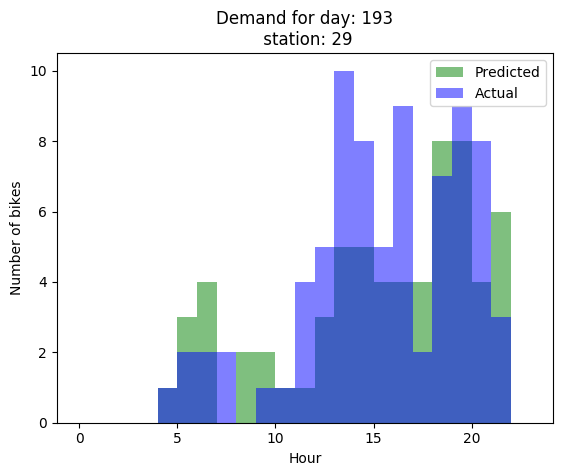 Demand for day: 193
station: 29
Predicted
Actual
Number of bikes
10
8
6
4
2
0
0 5 10 15 20
Hour